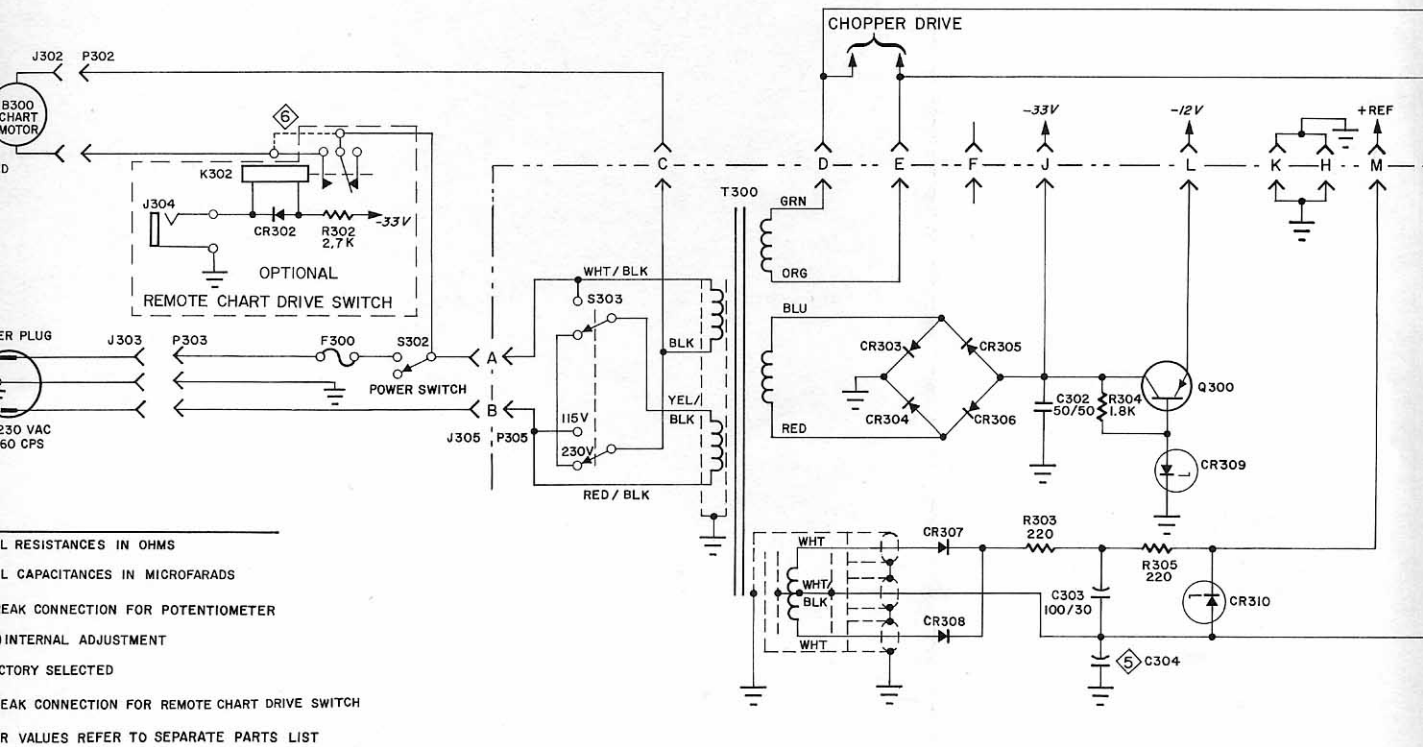 CHOPPER DRIVE
J302 P302
B300
CHART
MOTOR
D
6
-33V
-12V
+REF
C D E F J L K H M
K302
T300
J304
CR302
R302
2,7K
-33V
OPTIONAL
REMOTE CHART DRIVE SWITCH
GRN
ORG
WHT/BLK
S303
BLU
BLK
ER PLUG
J303
P303
F300
S302
POWER SWITCH
A
B
J305 P305
115V
230V
YEL/
BLK
RED/BLK
CR303
CR305
CR304
CR306
RED
C302
50/50
R304
1.8K
Q300
CR309
230 VAC
60 CPS
L RESISTANCES IN OHMS
L CAPACITANCES IN MICROFARADS
EAK CONNECTION FOR POTENTIOMETER
INTERNAL ADJUSTMENT
CTORY SELECTED
EAK CONNECTION FOR REMOTE CHART DRIVE SWITCH
R VALUES REFER TO SEPARATE PARTS LIST
WHT
WHT/
BLK
WHT
CR307
CR308
R303
220
R305
220
C303
100/30
CR310
5 C304